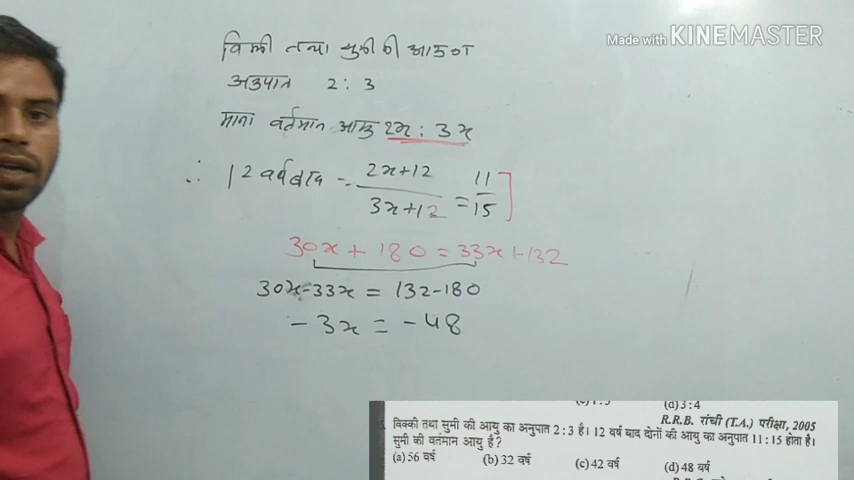 Made with KINEMASTER
विक्की तथा सुमी की आयु का
अनुपात 2 : 3
माना वर्तमान आयु 2x : 3x
∴ 12 वर्ष बाद - 2x+12 / 3x+12 = 11/15
30x + 180 = 33x + 132
30x - 33x = 132 - 180
- 3x = - 48
(d) 3 : 4
R.R.B. रांची (T.A.) परीक्षा, 2005
विक्की तथा सुमी की आयु का अनुपात 2 : 3 है। 12 वर्ष बाद दोनों की आयु का अनुपात 11 : 15 होता है।
सुमी की वर्तमान आयु है?
(a) 56 वर्ष (b) 32 वर्ष (c) 42 वर्ष (d) 48 वर्ष